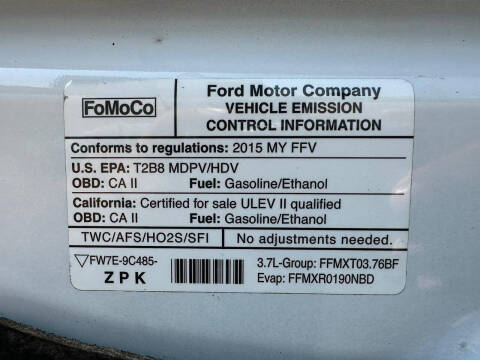 FoMoCo
Ford Motor Company
VEHICLE EMISSION
CONTROL INFORMATION
Conforms to regulations: 2015 MY FFV
U.S. EPA: T2B8 MDPV/HDV
OBD: CA II Fuel: Gasoline/Ethanol
California: Certified for sale ULEV II qualified
OBD: CA II Fuel: Gasoline/Ethanol
TWC/AFS/HO2S/SFI No adjustments needed.
▽FW7E-9C485-
Z P K
3.7L-Group: FFMXT03.76BF
Evap: FFMXR0190NBD